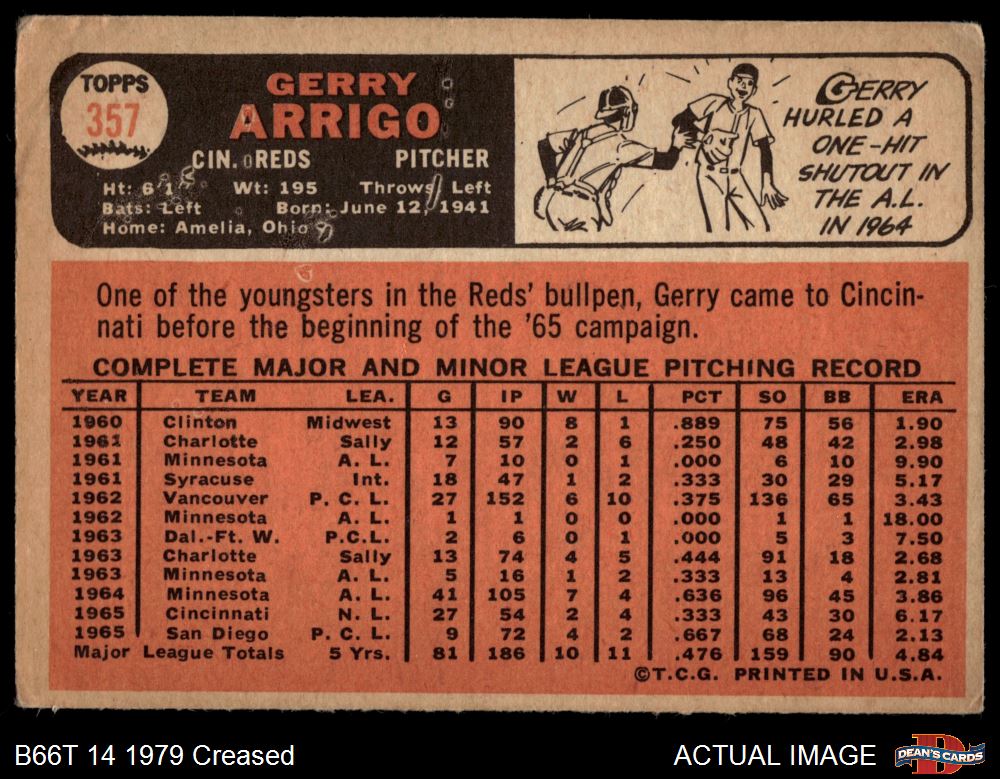 TOPPS
357
GERRY
ARRIGO
CIN. REDS PITCHER
Ht: 6'1" Wt: 195 Throws: Left
Bats: Left Born: June 12, 1941
Home: Amelia, Ohio
GERRY
HURLED A
ONE-HIT
SHUTOUT IN
THE A.L.
IN 1964
One of the youngsters in the Reds' bullpen, Gerry came to Cincin-
nati before the beginning of the '65 campaign.
COMPLETE MAJOR AND MINOR LEAGUE PITCHING RECORD
YEAR TEAM LEA. G IP W L PCT SO BB ERA
1960 Clinton Midwest 13 90 8 1 .889 75 56 1.90
1961 Charlotte Sally 12 57 2 6 .250 48 42 2.98
1961 Minnesota A. L. 7 10 0 1 .000 6 10 9.90
1961 Syracuse Int. 18 47 1 2 .333 30 29 5.17
1962 Vancouver P. C. L. 27 152 6 10 .375 136 65 3.43
1962 Minnesota A. L. 1 1 0 0 .000 1 1 18.00
1963 Dal.-Ft. W. P.C.L. 2 6 0 1 .000 5 3 7.50
1963 Charlotte Sally 13 74 4 5 .444 91 18 2.68
1963 Minnesota A. L. 5 16 1 2 .333 13 4 2.81
1964 Minnesota A. L. 41 105 7 4 .636 96 45 3.86
1965 Cincinnati N. L. 27 54 2 4 .333 43 30 6.17
1965 San Diego P. C. L. 9 72 4 2 .667 68 24 2.13
Major League Totals 5 Yrs. 81 186 10 11 .476 159 90 4.84
©T.C.G. PRINTED IN U.S.A.
B66T 14 1979 Creased ACTUAL IMAGE
DEAN'S CARDS